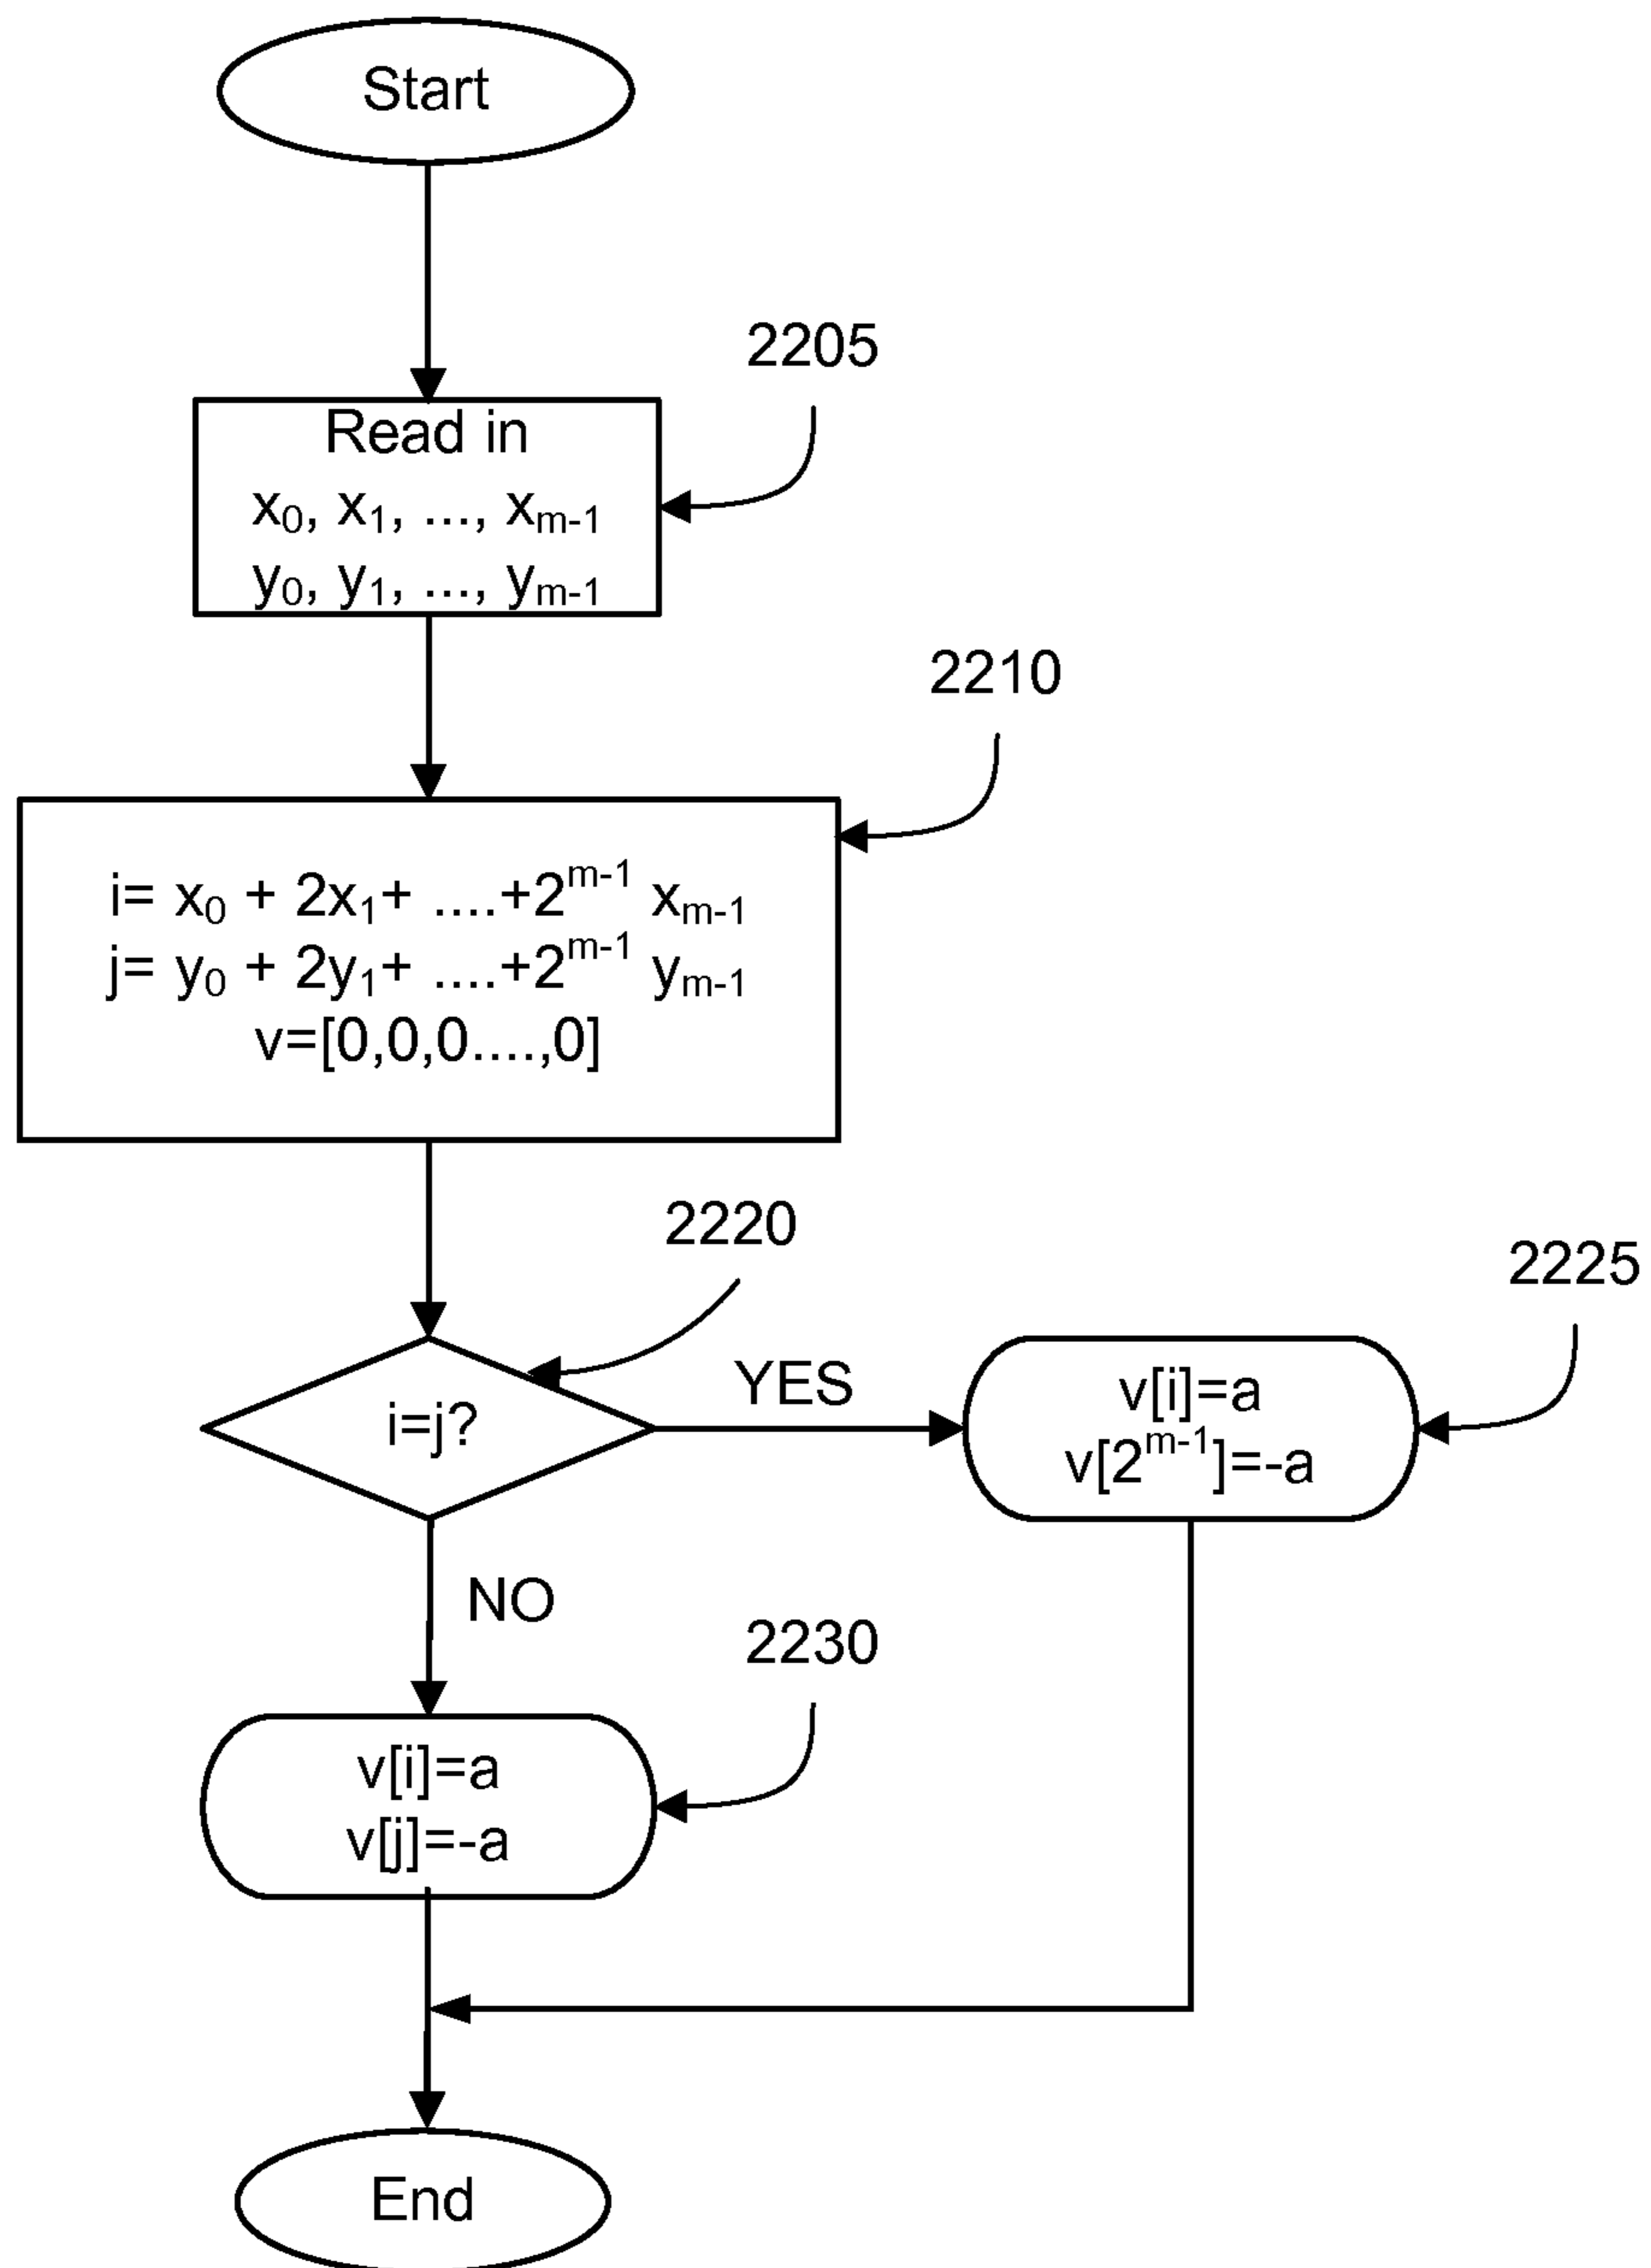 Start
2205
Read in
x₀, x₁, ..., xₘ₋₁
y₀, y₁, ..., yₘ₋₁
2210
i= x₀ + 2x₁+ ....+2ᵐ⁻¹ xₘ₋₁
j= y₀ + 2y₁+ ....+2ᵐ⁻¹ yₘ₋₁
v=[0,0,0....,0]
2220
2225
i=j?
YES
v[i]=a
v[2ᵐ⁻¹]=-a
NO
2230
v[i]=a
v[j]=-a
End